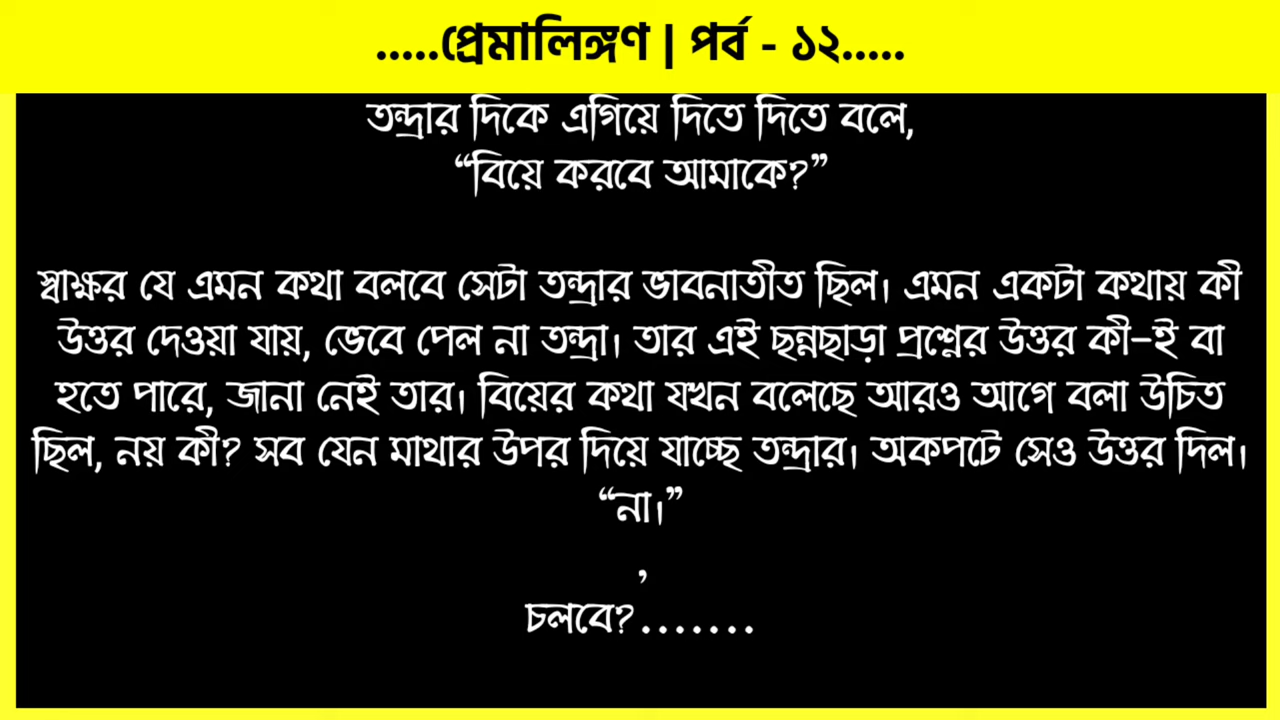 .....প্রেমালিঙ্গণ | পর্ব - ১২.....
তন্দ্রার দিকে এগিয়ে দিতে দিতে বলে,
“বিয়ে করবে আমাকে?”
স্বাক্ষর যে এমন কথা বলবে সেটা তন্দ্রার ভাবনাতীত ছিল। এমন একটা কথায় কী
উত্তর দেওয়া যায়, ভেবে পেল না তন্দ্রা। তার এই ছন্নছাড়া প্রশ্নের উত্তর কী-ই বা
হতে পারে, জানা নেই তার। বিয়ের কথা যখন বলেছে আরও আগে বলা উচিত
ছিল, নয় কী? সব যেন মাথার উপর দিয়ে যাচ্ছে তন্দ্রার। অকপটে সেও উত্তর দিল।
“না।”
,
চলবে?.......